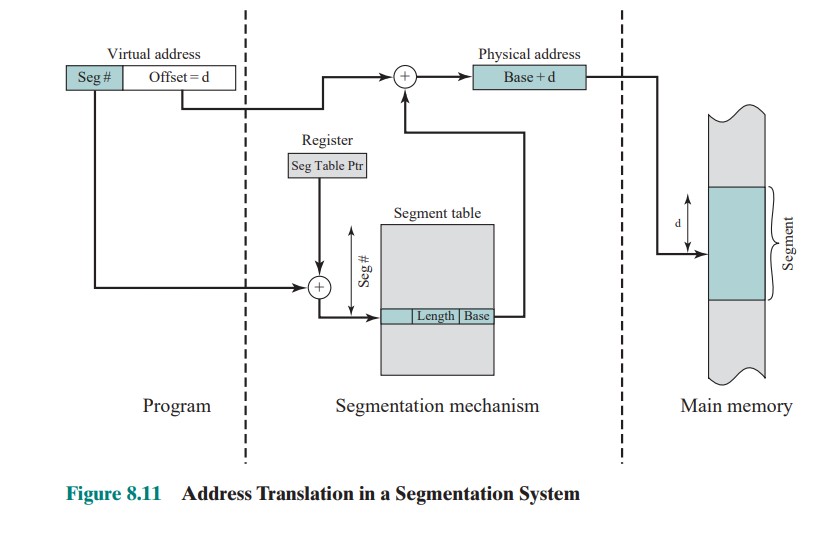 Virtual address
Seg # Offset = d
+
Physical address
Base + d
Register
Seg Table Ptr
Segment table
Seg #
+
Length Base
d
Segment
Program
Segmentation mechanism
Main memory
Figure 8.11 Address Translation in a Segmentation System